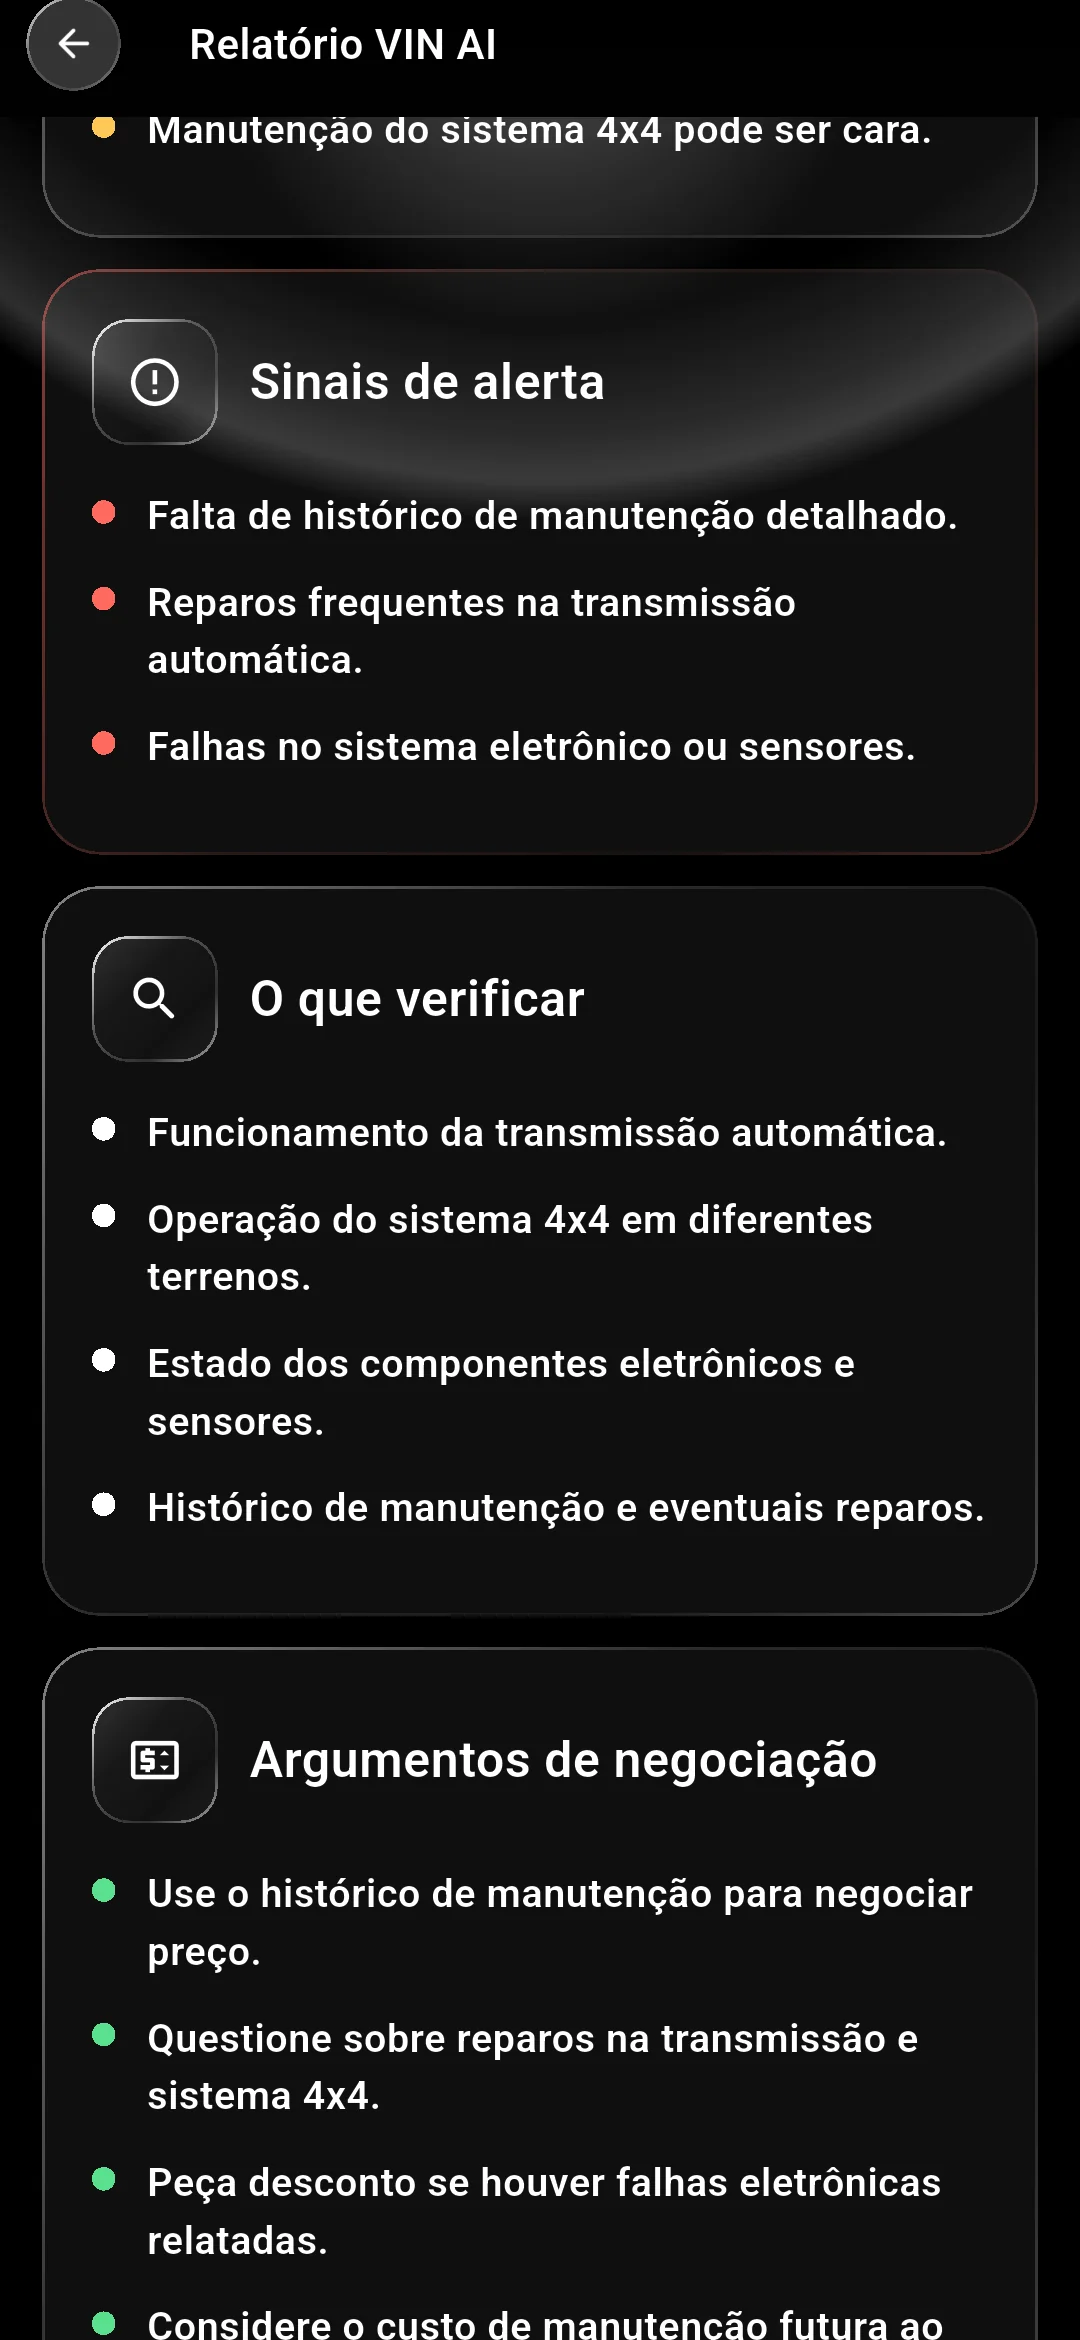 Relatório VIN AI
Manutenção do sistema 4x4 pode ser cara.
Sinais de alerta
Falta de histórico de manutenção detalhado.
Reparos frequentes na transmissão
automática.
Falhas no sistema eletrônico ou sensores.
O que verificar
Funcionamento da transmissão automática.
Operação do sistema 4x4 em diferentes
terrenos.
Estado dos componentes eletrônicos e
sensores.
Histórico de manutenção e eventuais reparos.
Argumentos de negociação
Use o histórico de manutenção para negociar
preço.
Questione sobre reparos na transmissão e
sistema 4x4.
Peça desconto se houver falhas eletrônicas
relatadas.
Considere o custo de manutenção futura ao